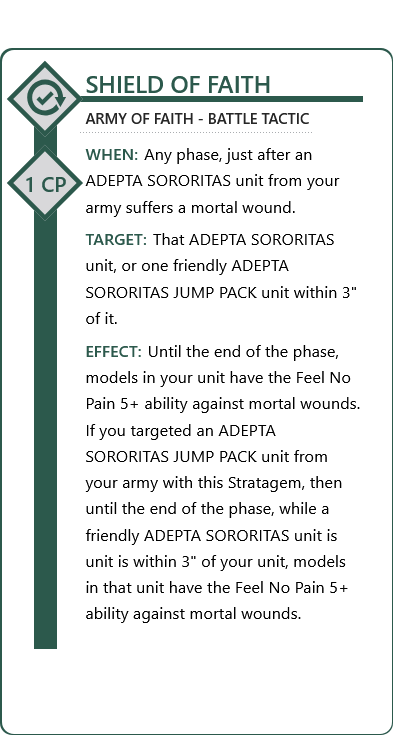 SHIELD OF FAITH
ARMY OF FAITH - BATTLE TACTIC
1 CP
WHEN: Any phase, just after an
ADEPTA SORORITAS unit from your
army suffers a mortal wound.
TARGET: That ADEPTA SORORITAS
unit, or one friendly ADEPTA
SORORITAS JUMP PACK unit within 3"
of it.
EFFECT: Until the end of the phase,
models in your unit have the Feel No
Pain 5+ ability against mortal wounds.
If you targeted an ADEPTA
SORORITAS JUMP PACK unit from
your army with this Stratagem, then
until the end of the phase, while a
friendly ADEPTA SORORITAS unit is
unit is within 3" of your unit, models
in that unit have the Feel No Pain 5+
ability against mortal wounds.